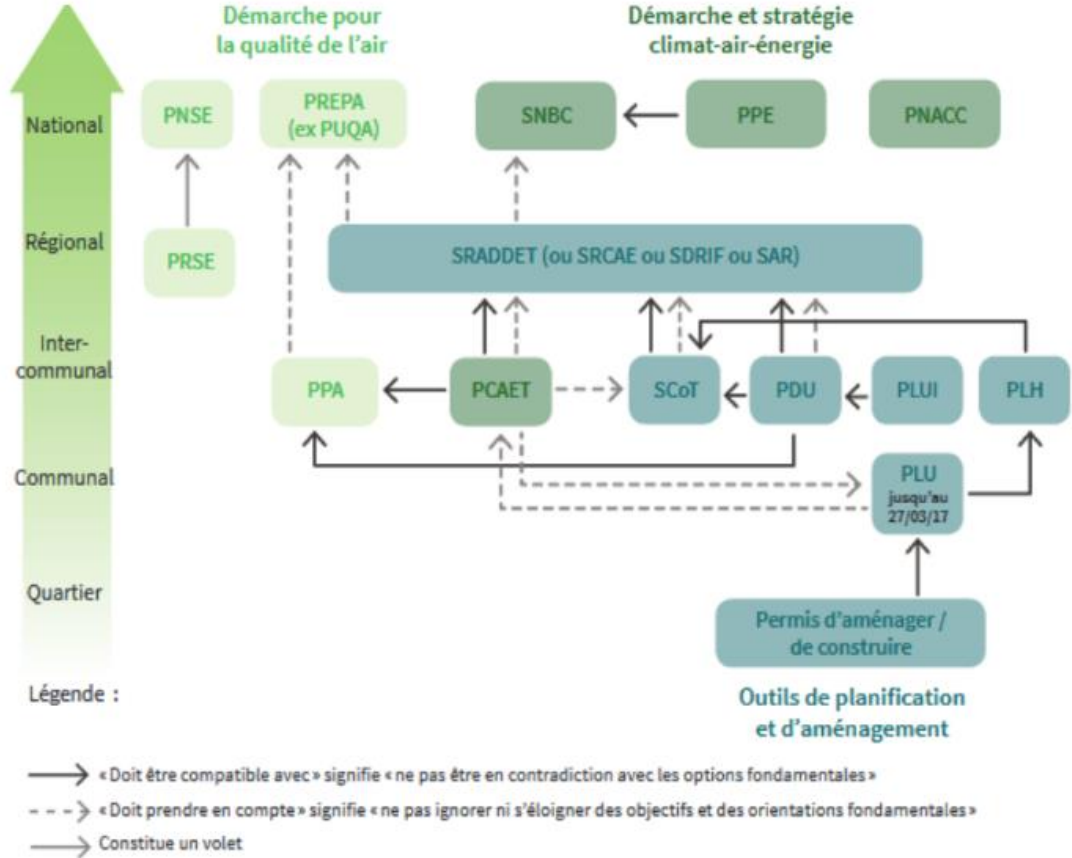 Démarche pour
la qualité de l'air
Démarche et stratégie
climat-air-énergie
National
PNSE
PREPA
(ex PUQA)
SNBC
PPE
PNACC
Régional
PRSE
SRADDET (ou SRCAE ou SDRIF ou SAR)
Inter-
communal
PPA
PCAET
SCoT
PDU
PLUI
PLH
Communal
PLU
jusqu'au
27/03/17
Quartier
Permis d'aménager /
de construire
Légende :
Outils de planification
et d'aménagement
« Doit être compatible avec » signifie « ne pas être en contradiction avec les options fondamentales »
« Doit prendre en compte » signifie « ne pas ignorer ni s'éloigner des objectifs et des orientations fondamentales »
Constitue un volet